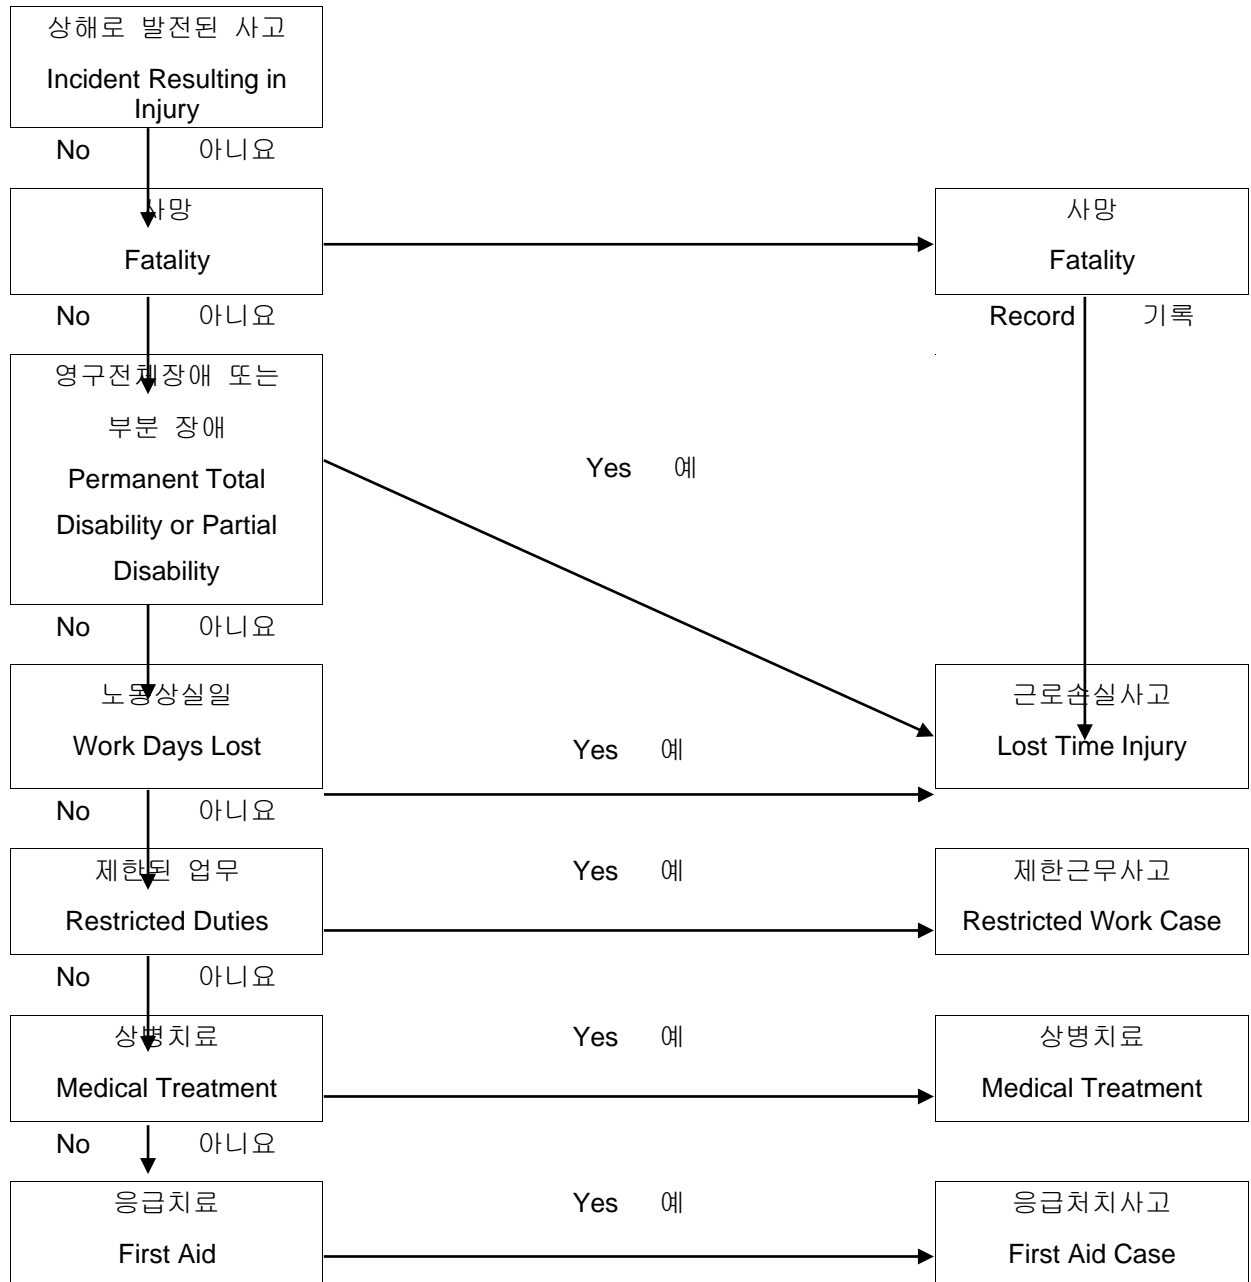 상해로 발전된 사고
Incident Resulting in
Injury
No 아니요
사망
Fatality
사망
Fatality
No 아니요
Record 기록
영구전체장애 또는
부분 장애
Permanent Total
Disability or Partial
Disability
Yes 예
No 아니요
노동상실일
Work Days Lost
Yes 예
근로손실사고
Lost Time Injury
No 아니요
제한된 업무
Restricted Duties
Yes 예
제한근무사고
Restricted Work Case
No 아니요
상병치료
Medical Treatment
Yes 예
상병치료
Medical Treatment
No 아니요
응급치료
First Aid
Yes 예
응급처치사고
First Aid Case